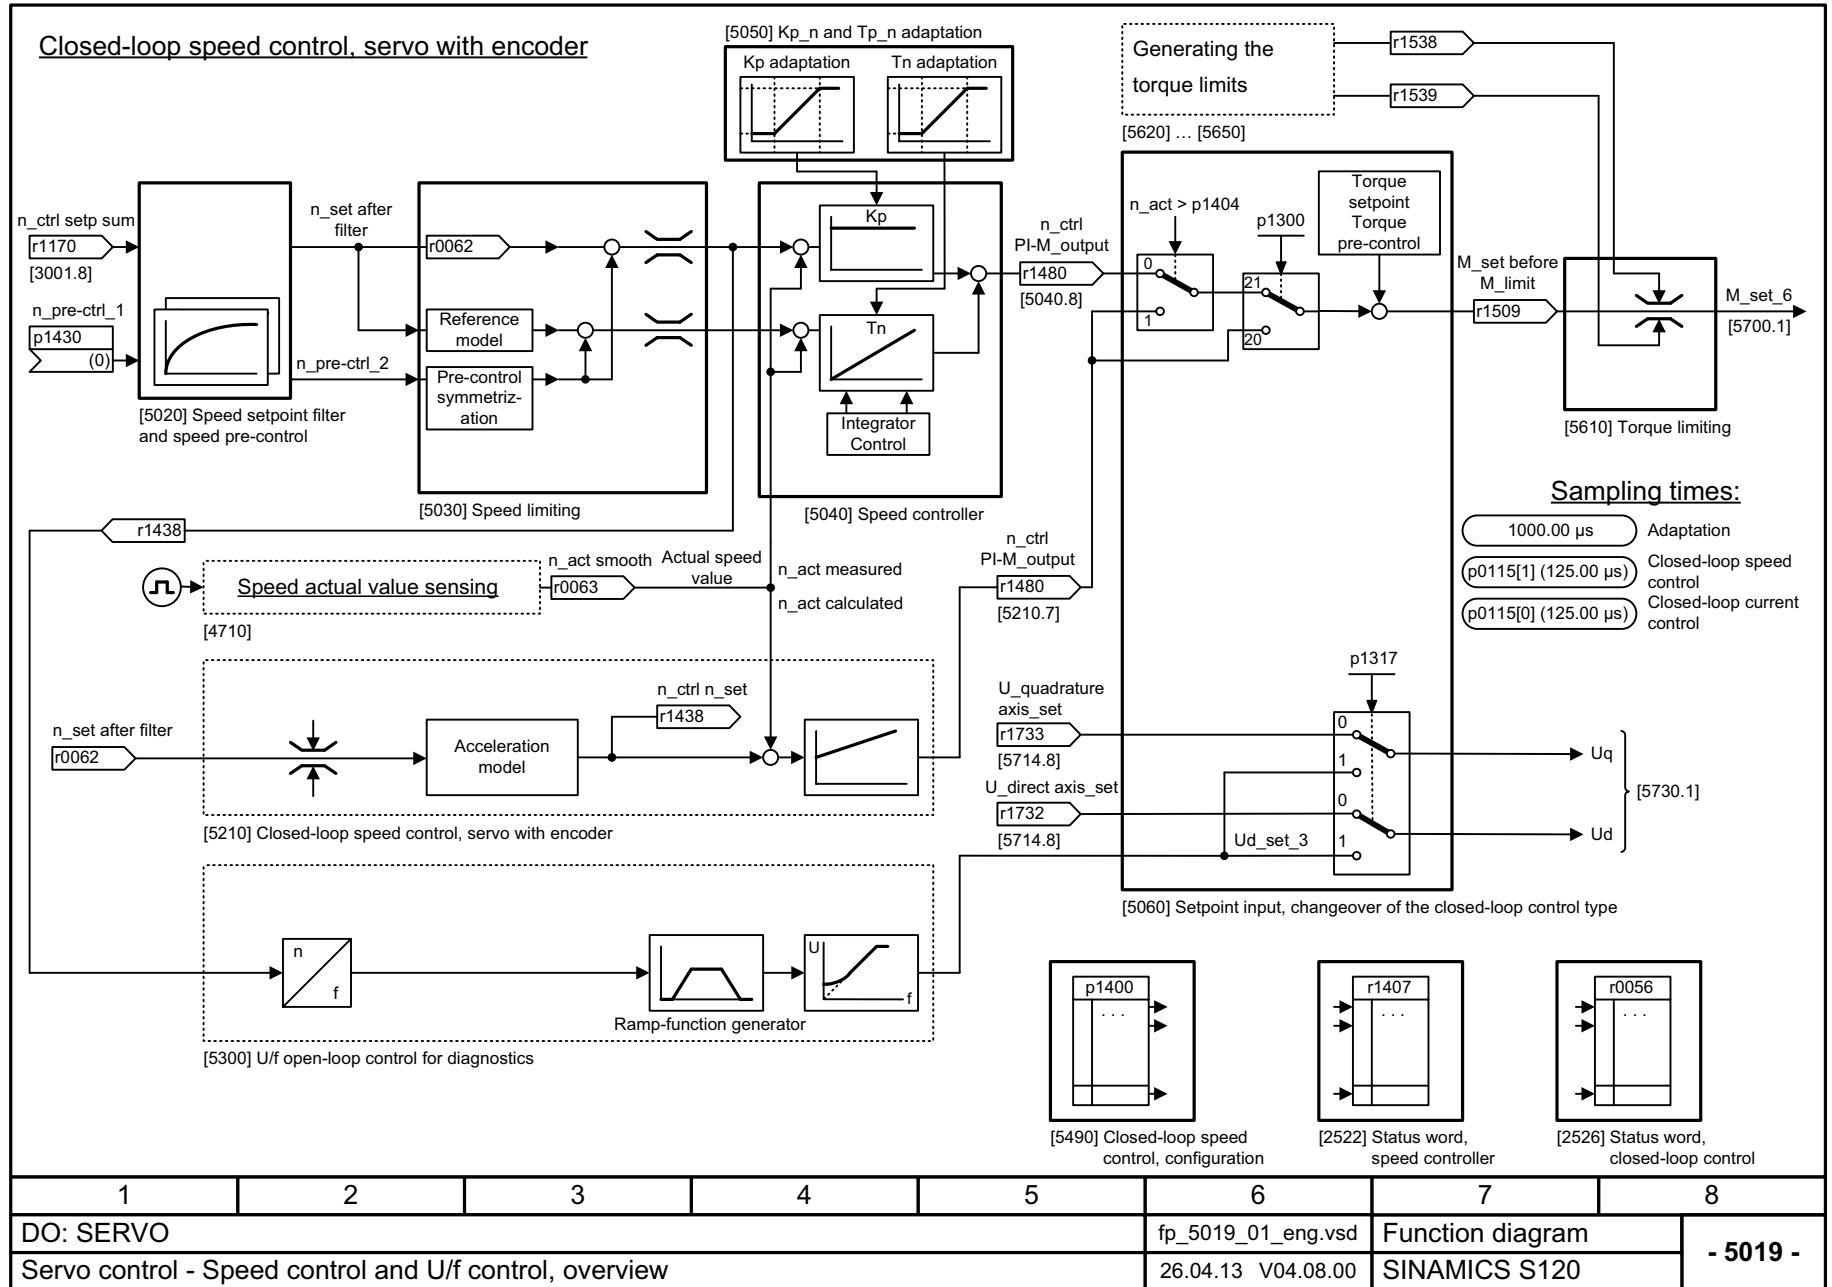 Closed-loop speed control, servo with encoder
[5050] Kp_n and Tp_n adaptation
Kp adaptation
Tn adaptation
Generating the
torque limits
[5620] … [5650]
r1538
r1539
n_ctrl setp sum
r1170
[3001.8]
n_pre-ctrl_1
p1430
(0)
[5020] Speed setpoint filter
and speed pre-control
n_set after
filter
n_pre-ctrl_2
r0062
Reference
model
Pre-control
symmetriz-
ation
[5030] Speed limiting
Kp
Tn
Integrator
Control
[5040] Speed controller
n_ctrl
PI-M_output
r1480
[5040.8]
n_act > p1404
0
1
p1300
21
20
Torque
setpoint
Torque
pre-control
M_set before
M_limit
r1509
M_set_6
[5700.1]
[5610] Torque limiting
Sampling times:
1000.00 µs
Adaptation
p0115[1] (125.00 µs)
Closed-loop speed
control
p0115[0] (125.00 µs)
Closed-loop current
control
r1438
Speed actual value sensing
[4710]
n_act smooth
r0063
Actual speed
value
n_act measured
n_act calculated
n_ctrl
PI-M_output
r1480
[5210.7]
n_set after filter
r0062
Acceleration
model
n_ctrl n_set
r1438
[5210] Closed-loop speed control, servo with encoder
U_quadrature
axis_set
r1733
[5714.8]
U_direct axis_set
r1732
[5714.8]
p1317
0
1
0
1
Ud_set_3
Uq
Ud
[5730.1]
[5060] Setpoint input, changeover of the closed-loop control type
n
f
Ramp-function generator
U
f
[5300] U/f open-loop control for diagnostics
p1400
. . .
[5490] Closed-loop speed
control, configuration
r1407
. . .
[2522] Status word,
speed controller
r0056
. . .
[2526] Status word,
closed-loop control
1 2 3 4 5 6 7 8
DO: SERVO
fp_5019_01_eng.vsd
Function diagram
- 5019 -
Servo control - Speed control and U/f control, overview
26.04.13 V04.08.00
SINAMICS S120